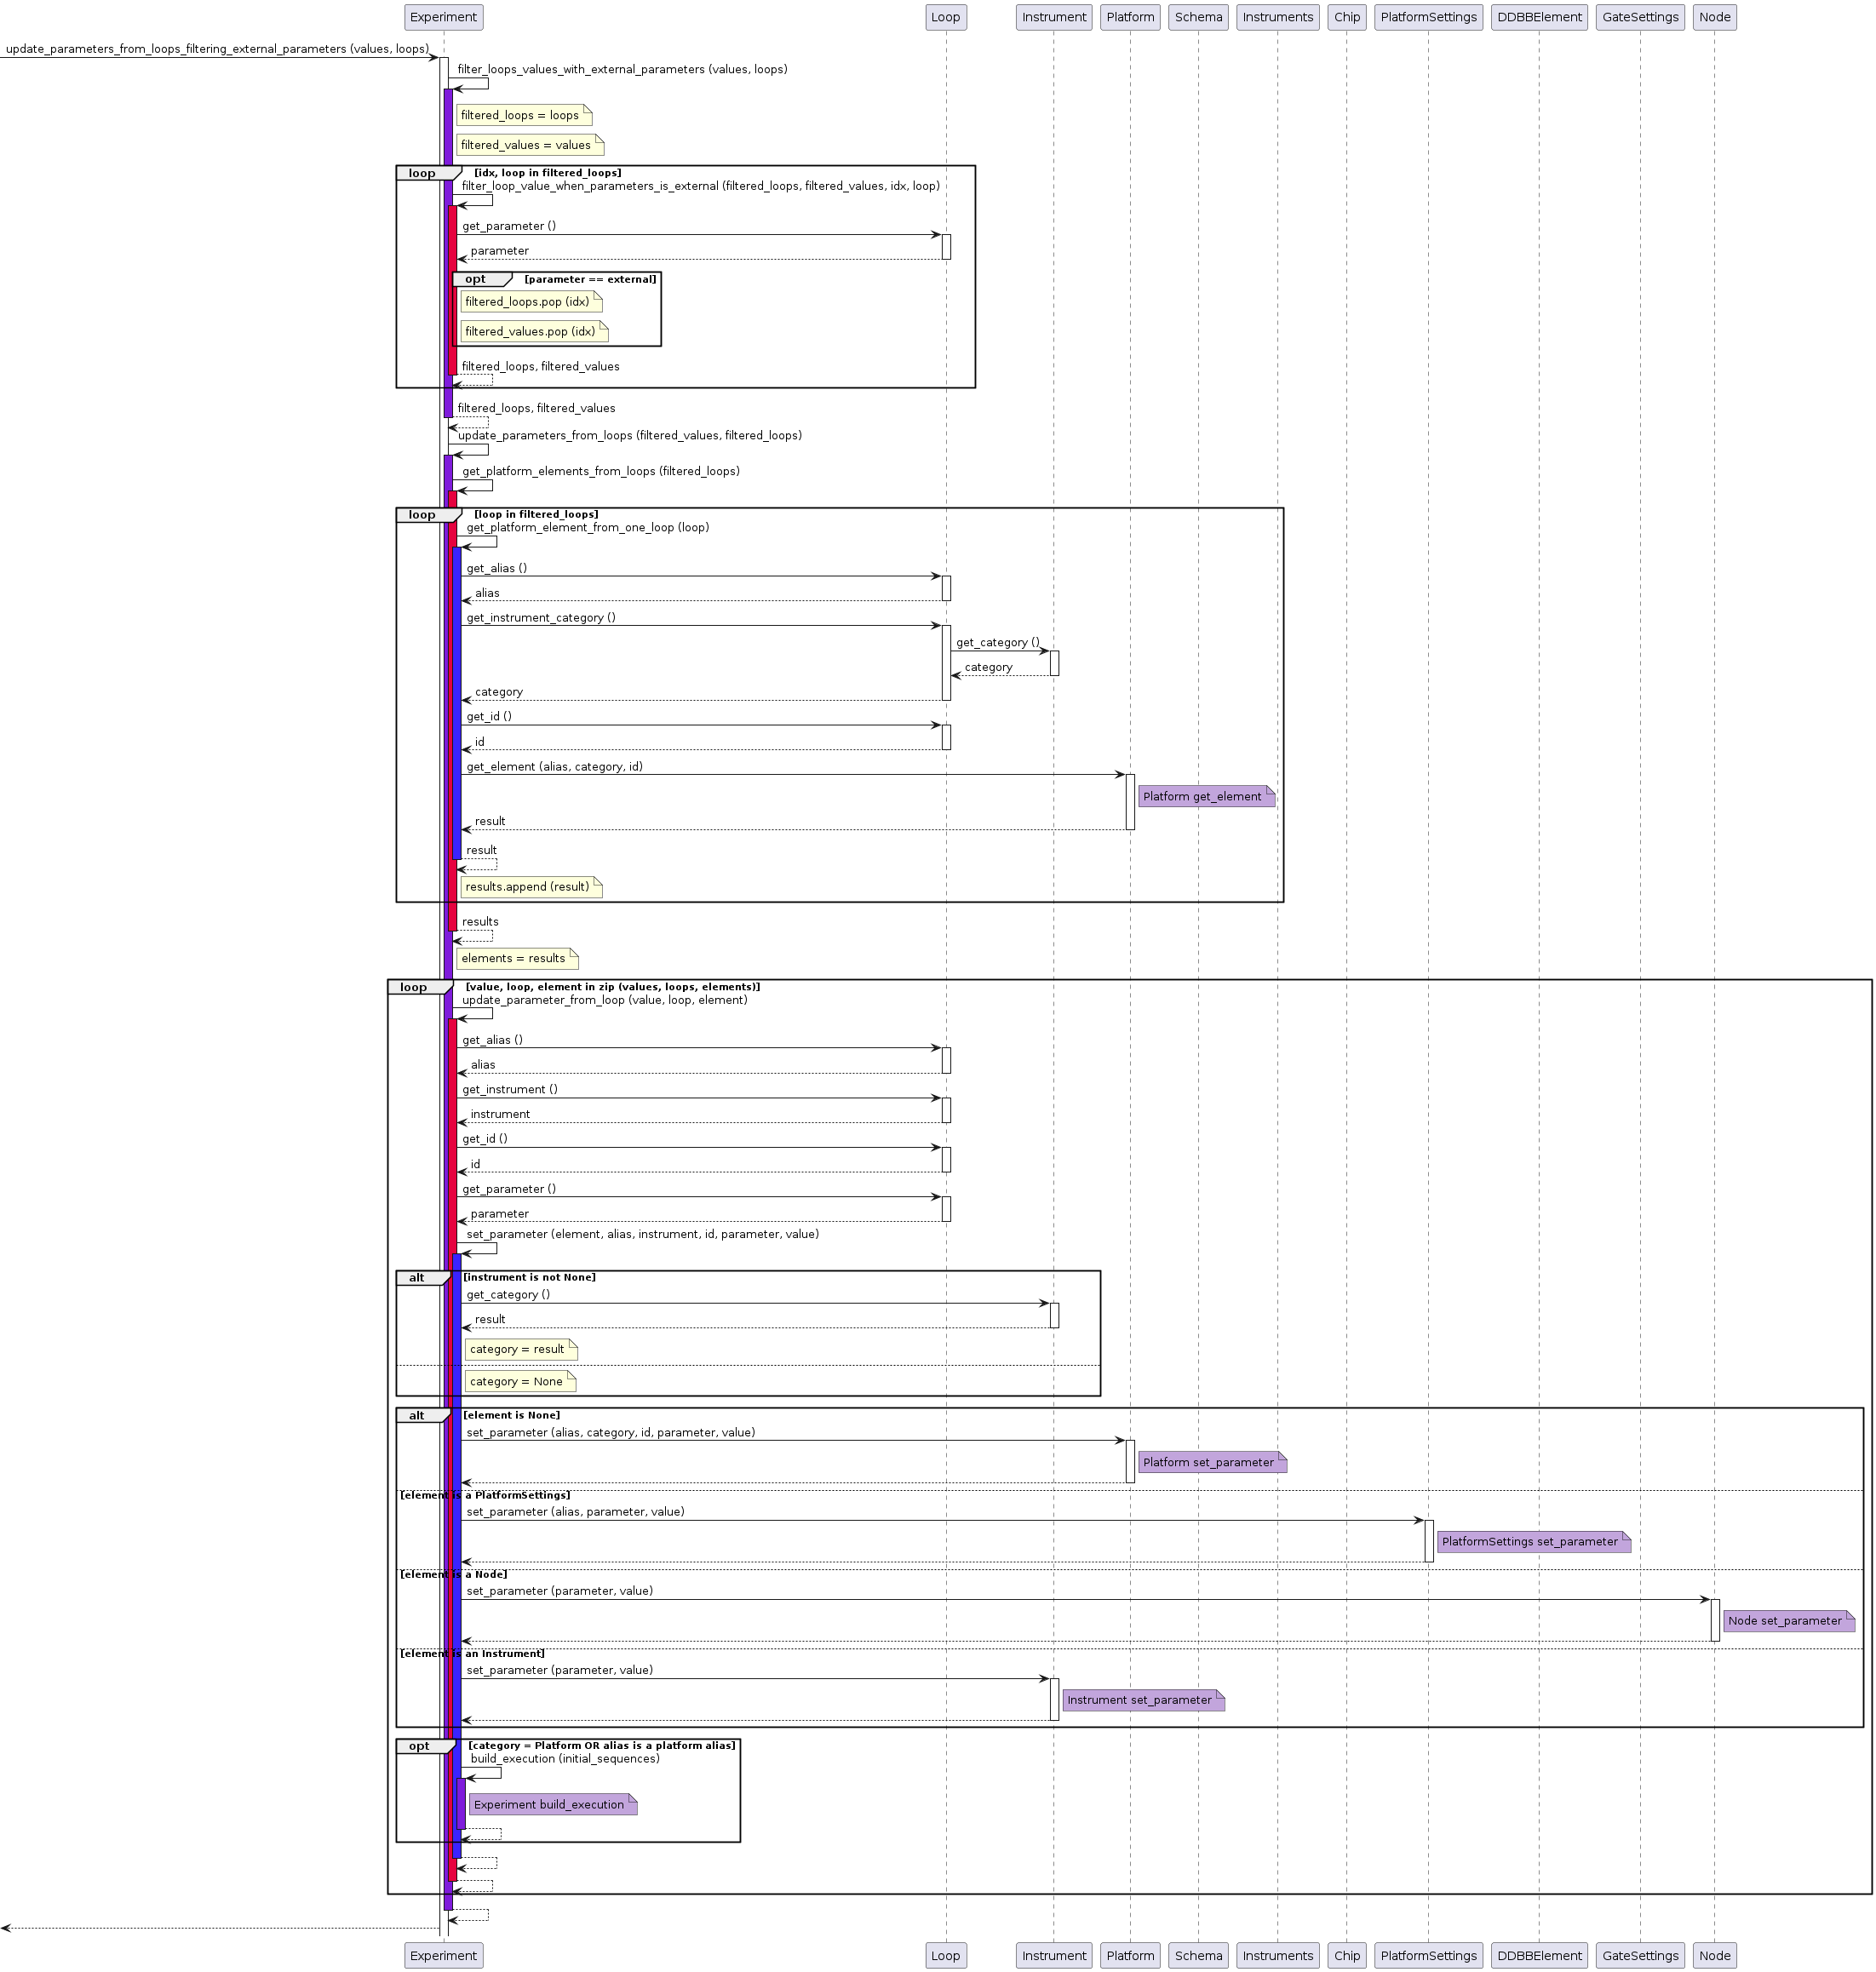 Experiment Loop Instrument Platform Schema Instruments Chip PlatformSettings DDBBElement GateSettings Node
update_parameters_from_loops_filtering_external_parameters (values, loops)
filter_loops_values_with_external_parameters (values, loops)
filtered_loops = loops
filtered_values = values
loop [idx, loop in filtered_loops]
filter_loop_value_when_parameters_is_external (filtered_loops, filtered_values, idx, loop)
get_parameter ()
parameter
opt [parameter == external]
filtered_loops.pop (idx)
filtered_values.pop (idx)
filtered_loops, filtered_values
filtered_loops, filtered_values
update_parameters_from_loops (filtered_values, filtered_loops)
get_platform_elements_from_loops (filtered_loops)
loop [loop in filtered_loops]
get_platform_element_from_one_loop (loop)
get_alias ()
alias
get_instrument_category ()
get_category ()
category
category
get_id ()
id
get_element (alias, category, id)
Platform get_element
result
result
results.append (result)
results
elements = results
loop [value, loop, element in zip (values, loops, elements)]
update_parameter_from_loop (value, loop, element)
get_alias ()
alias
get_instrument ()
instrument
get_id ()
id
get_parameter ()
parameter
set_parameter (element, alias, instrument, id, parameter, value)
alt [instrument is not None]
get_category ()
result
category = result
category = None
alt [element is None]
set_parameter (alias, category, id, parameter, value)
Platform set_parameter
[element is a PlatformSettings]
set_parameter (alias, parameter, value)
PlatformSettings set_parameter
[element is a Node]
set_parameter (parameter, value)
Node set_parameter
[element is an Instrument]
set_parameter (parameter, value)
Instrument set_parameter
opt [category = Platform OR alias is a platform alias]
build_execution (initial_sequences)
Experiment build_execution
Experiment Loop Instrument Platform Schema Instruments Chip PlatformSettings DDBBElement GateSettings Node